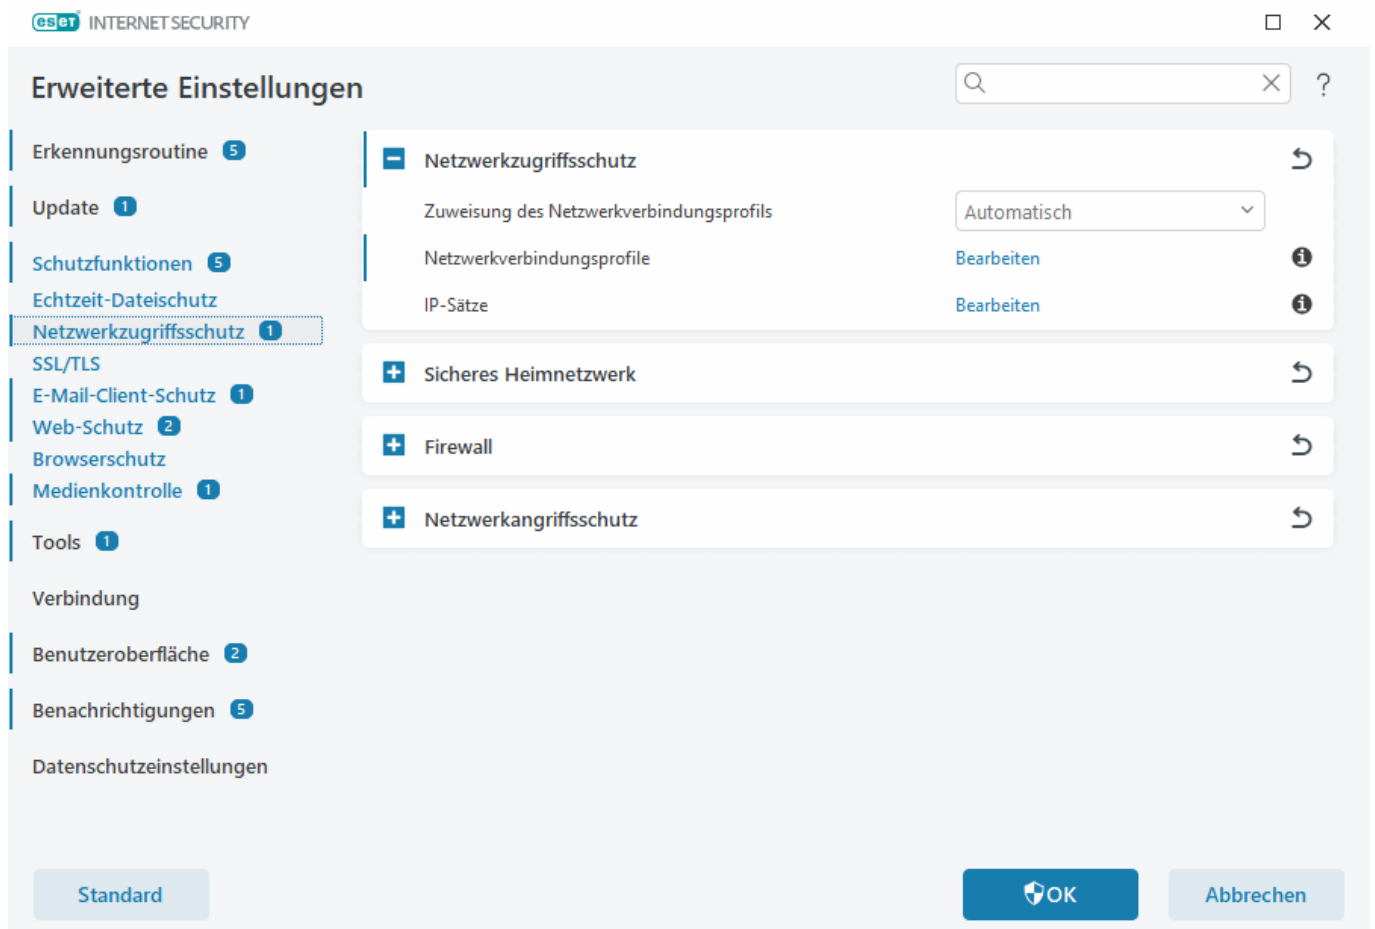 eset INTERNET SECURITY
Erweiterte Einstellungen
?
Erkennungsroutine 5
Update 1
Schutzfunktionen 5
Echtzeit-Dateischutz
Netzwerkzugriffsschutz 1
SSL/TLS
E-Mail-Client-Schutz 1
Web-Schutz 2
Browserschutz
Medienkontrolle 1
Tools 1
Verbindung
Benutzeroberfläche 2
Benachrichtigungen 5
Datenschutzeinstellungen
Netzwerkzugriffsschutz
Zuweisung des Netzwerkverbindungsprofils Automatisch
Netzwerkverbindungsprofile Bearbeiten
IP-Sätze Bearbeiten
Sicheres Heimnetzwerk
Firewall
Netzwerkangriffsschutz
Standard
OK
Abbrechen